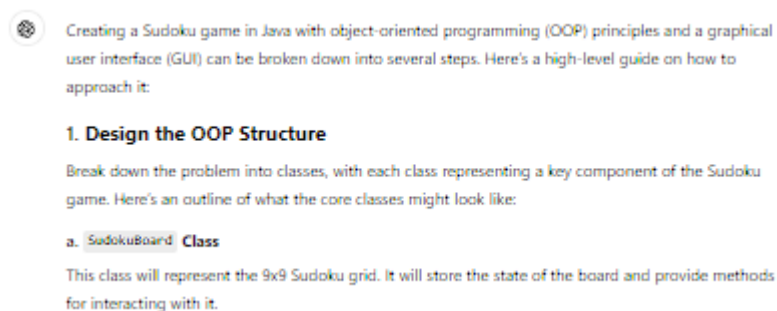 Creating a Sudoku game in Java with object-oriented programming (OOP) principles and a graphical
user interface (GUI) can be broken down into several steps. Here's a high-level guide on how to
approach it:
1. Design the OOP Structure
Break down the problem into classes, with each class representing a key component of the Sudoku
game. Here's an outline of what the core classes might look like:
a. SudokuBoard Class
This class will represent the 9x9 Sudoku grid. It will store the state of the board and provide methods
for interacting with it.